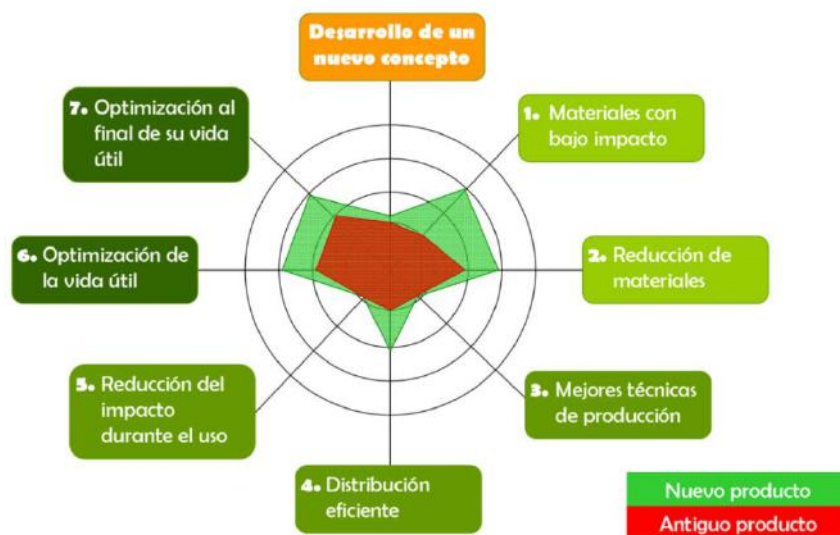 Desarrollo de un
nuevo concepto
1. Materiales con
bajo impacto
2. Reducción de
materiales
3. Mejores técnicas
de producción
4. Distribución
eficiente
5. Reducción del
impacto
durante el uso
6. Optimización de
la vida útil
7. Optimización al
final de su vida
útil
Nuevo producto
Antiguo producto